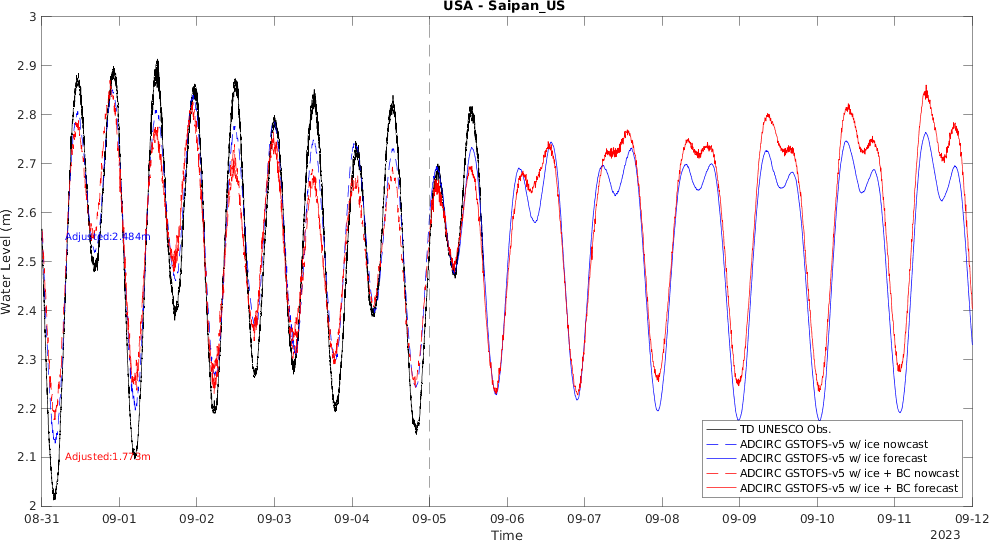 USA - Saipan_US
3
2.9
2.8
2.7
2.6
2.5
2.4
2.3
2.2
2.1
2
Water Level (m)
Adjusted:2.484m
Adjusted:1.773m
TD UNESCO Obs.
ADCIRC GSTOFS-v5 w/ ice nowcast
ADCIRC GSTOFS-v5 w/ ice forecast
ADCIRC GSTOFS-v5 w/ ice + BC nowcast
ADCIRC GSTOFS-v5 w/ ice + BC forecast
08-31 09-01 09-02 09-03 09-04 09-05 09-06 09-07 09-08 09-09 09-10 09-11 09-12
Time
2023